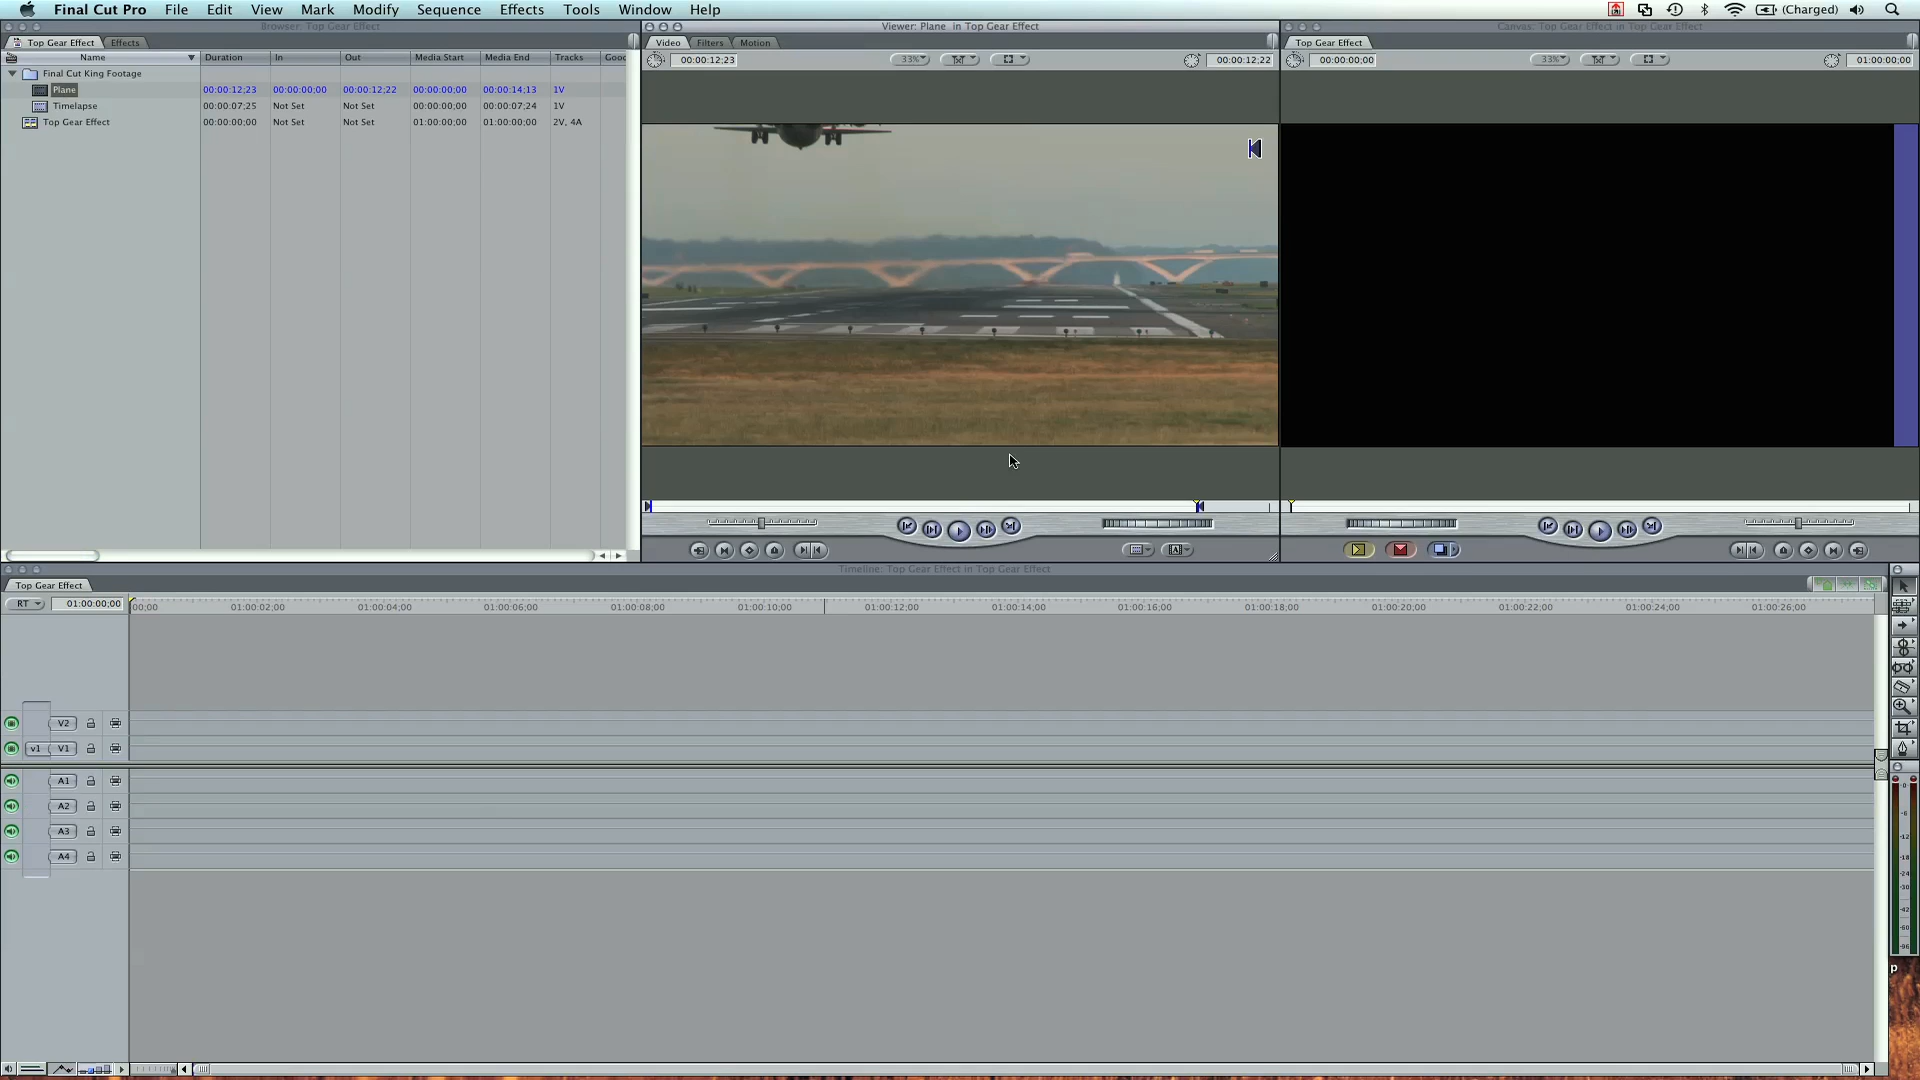 Final Cut Pro File Edit View Mark Modify Sequence Effects Tools Window Help (Charged)
Browser: Top Gear Effect
Viewer: Plane in Top Gear Effect
Canvas: Top Gear Effect in Top Gear Effect
Top Gear Effect Effects
Video Filters Motion
Top Gear Effect
Name Duration In Out Media Start Media End Tracks Good
00:00:12;23 33% 00:00:12;22
00:00:00;00 33% 01:00:00;00
Final Cut King Footage
Plane 00:00:12;23 00:00:00;00 00:00:12;22 00:00:00;00 00:00:14;13 1V
Timelapse 00:00:07;25 Not Set Not Set 00:00:00;00 00:00:07;24 1V
Top Gear Effect 00:00:00;00 Not Set Not Set 01:00:00;00 01:00:00;00 2V, 4A
Timeline: Top Gear Effect in Top Gear Effect
Top Gear Effect
RT 01:00:00;00 00;00 01:00:02;00 01:00:04;00 01:00:06;00 01:00:08;00 01:00:10;00 01:00:12;00 01:00:14;00 01:00:16;00 01:00:18;00 01:00:20;00 01:00:22;00 01:00:24;00 01:00:26;00
V2
v1 V1
A1
A2
A3
A4
0
-6
-12
-18
-24
-30
-42
-60
-96
p